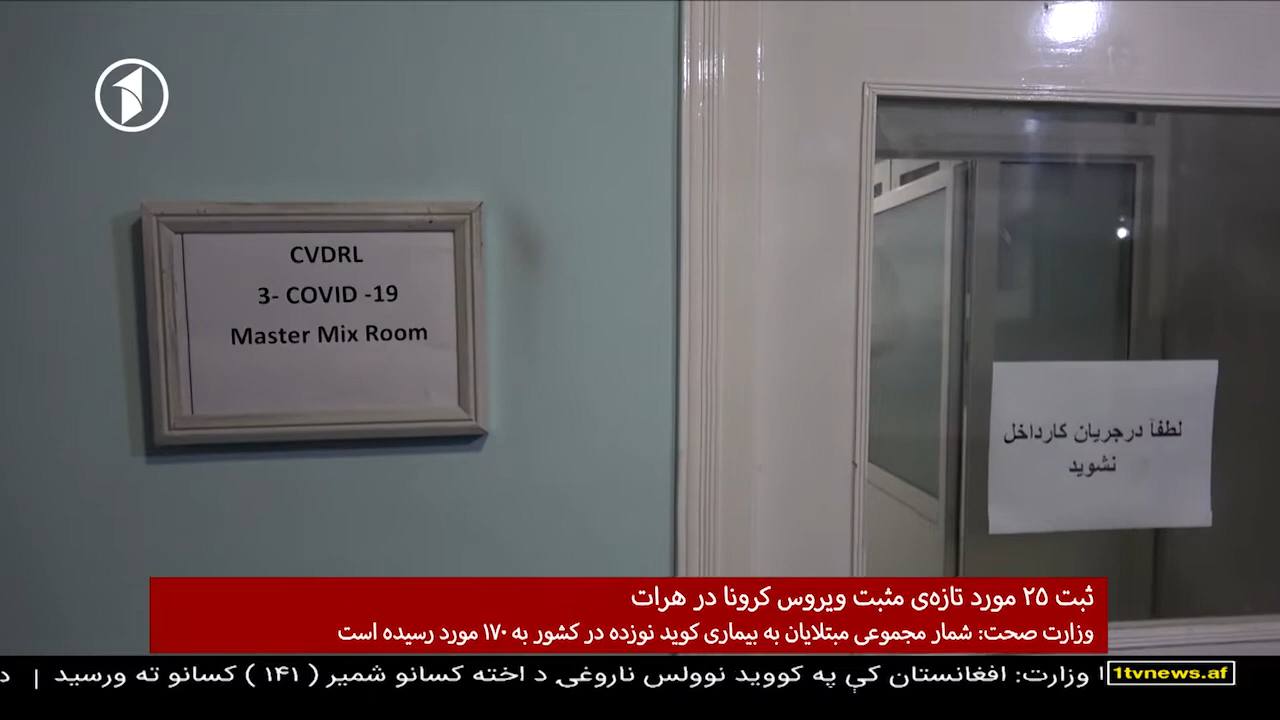 CVDRL
3- COVID -19
Master Mix Room
لطفاً درجریان کارداخل
نشوید
ثبت ۲۵ مورد تازه‌ی مثبت ویروس کرونا در هرات
وزارت صحت: شمار مجموعی مبتلایان به بیماری کوید نوزده در کشور به ۱۷۰ مورد رسیده است
وزارت: افغانستان کې په کووید نوولس ناروغۍ د اخته کسانو شمیر ( ۱۴۱ ) کسانو ته ورسید |
1tvnews.af